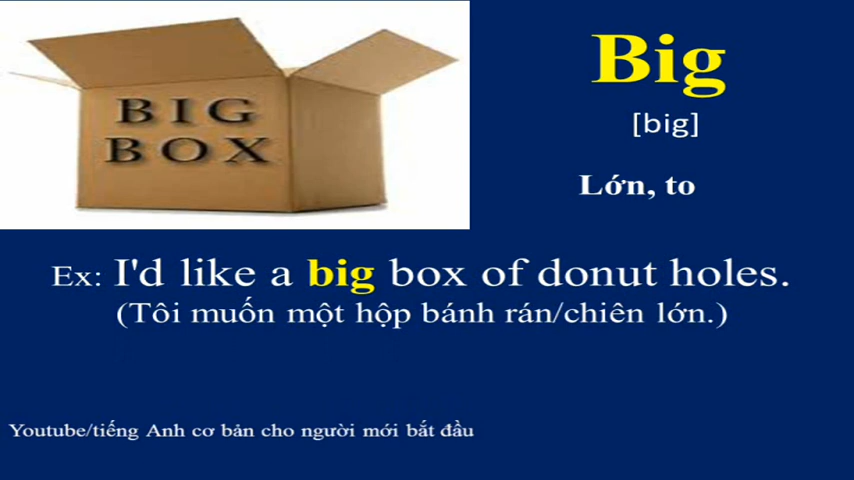 BIG
BOX
Big
[big]
Lớn, to
Ex: I'd like a big box of donut holes.
(Tôi muốn một hộp bánh rán/chiên lớn.)
Youtube/tiếng Anh cơ bản cho người mới bắt đầu